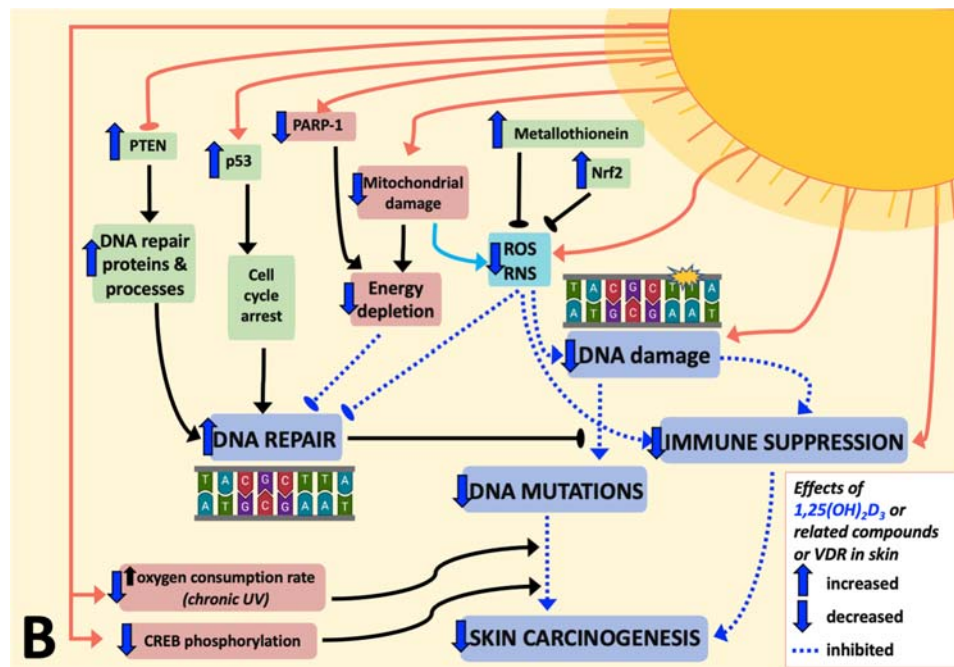 PTEN
p53
PARP-1
Metallothionein
Nrf2
Mitochondrial
damage
DNA repair
proteins &
processes
Cell
cycle
arrest
Energy
depletion
ROS
RNS
T A C G C T T A
A T G C G A A T
DNA damage
DNA REPAIR
IMMUNE SUPPRESSION
T A C G C T T A
A T G C G A A T
DNA MUTATIONS
oxygen consumption rate
(chronic UV)
CREB phosphorylation
SKIN CARCINOGENESIS
B
Effects of
1,25(OH)₂D₃ or
related compounds
or VDR in skin
increased
decreased
inhibited